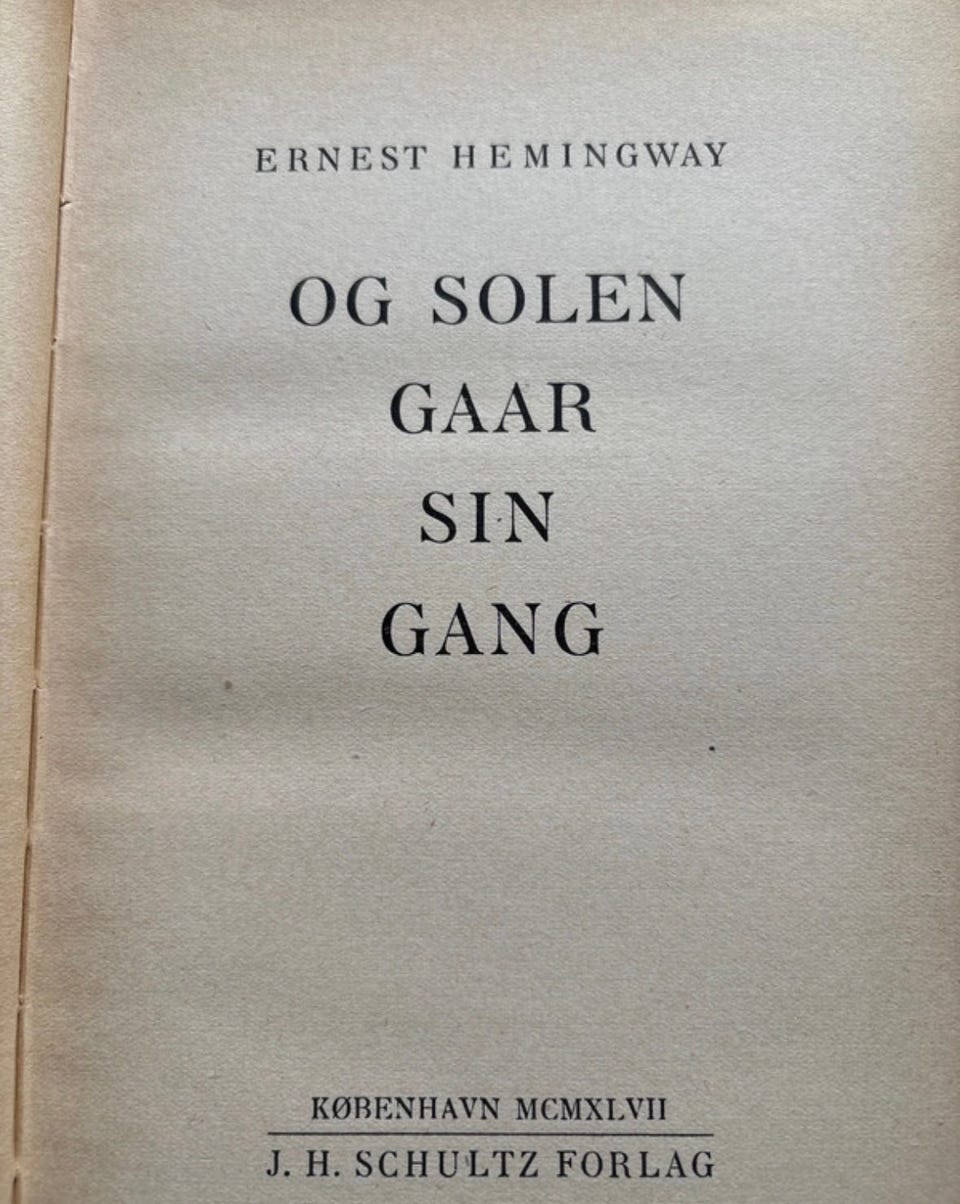 ERNEST HEMINGWAY
OG SOLEN
GAAR
SIN
GANG
KØBENHAVN MCMXLVII
J. H. SCHULTZ FORLAG